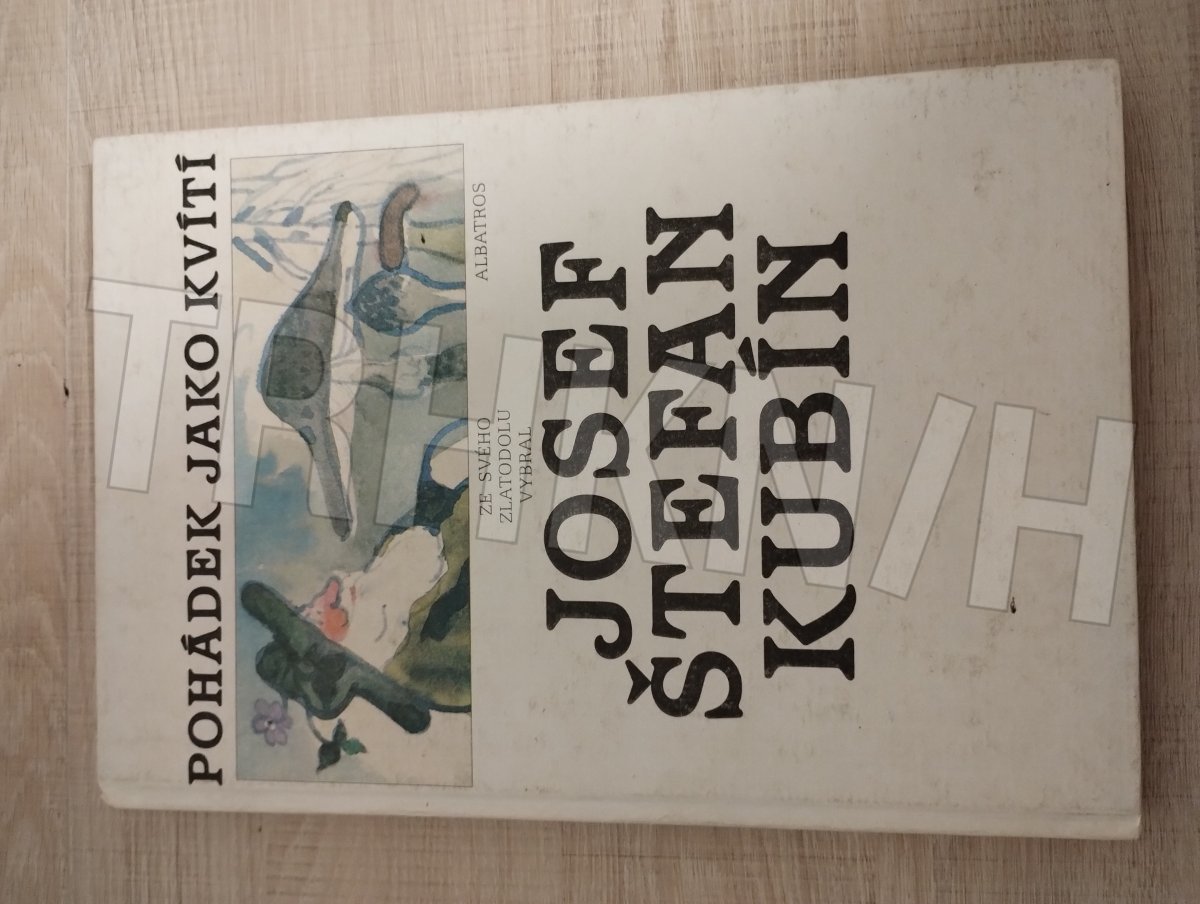 POHÁDEK JAKO KVÍTÍ
ALBATROS
ZE SVÉHO
ZLATODOLU
VYBRAL
JOSEF
ŠTEFAN
KUBÍN